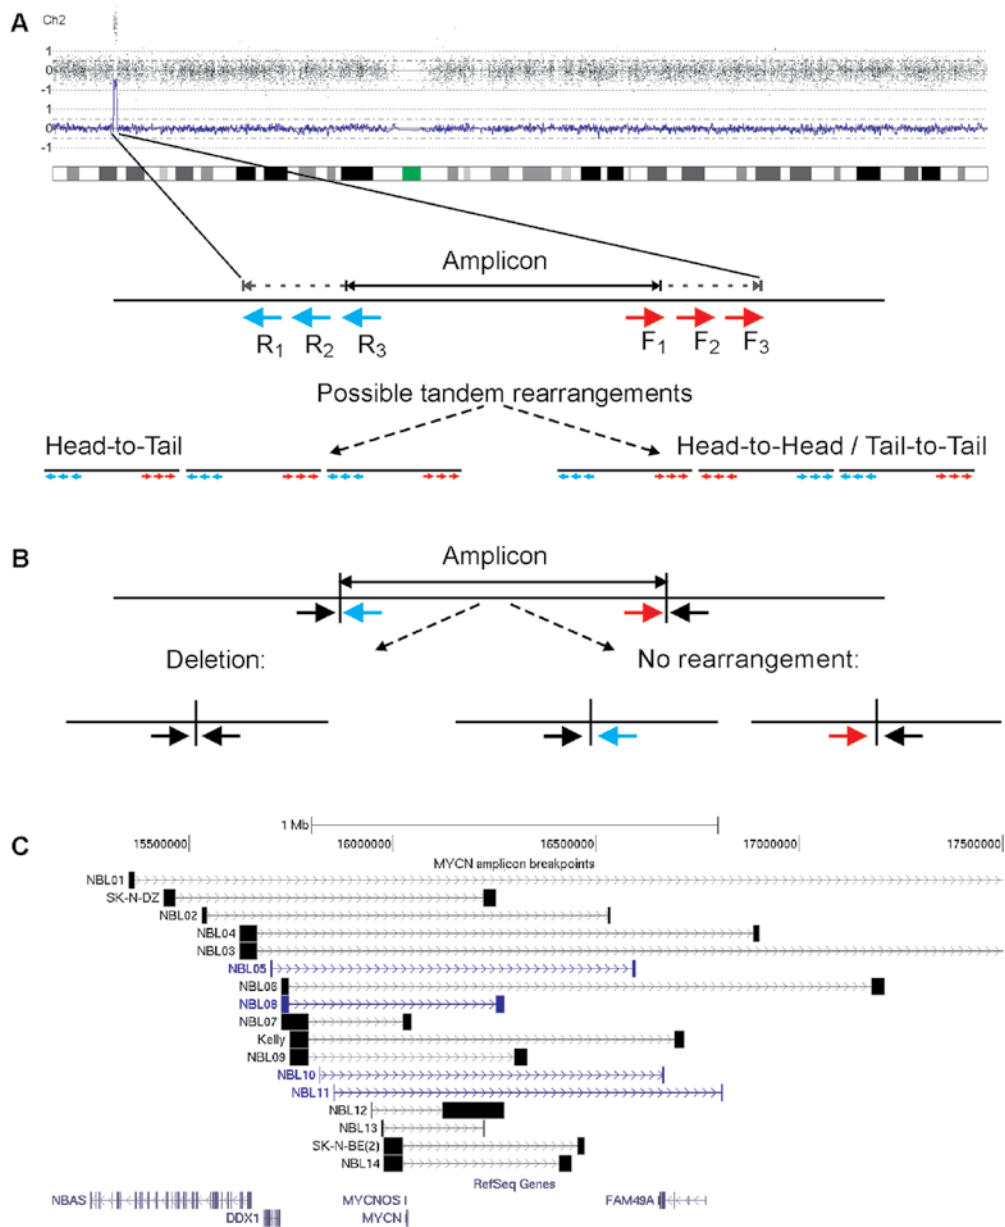 A
Ch2
1
0
-1
1
0
-1
Amplicon
R1 R2 R3 F1 F2 F3
Possible tandem rearrangements
Head-to-Tail Head-to-Head / Tail-to-Tail
B
Amplicon
Deletion: No rearrangement:
C
1 Mb
15500000 16000000 16500000 17000000 17500000
MYCN amplicon breakpoints
NBL01
SK-N-DZ
NBL02
NBL04
NBL03
NBL05
NBL06
NBL08
NBL07
Kelly
NBL09
NBL10
NBL11
NBL12
NBL13
SK-N-BE(2)
NBL14
RefSeq Genes
NBAS MYCNOS FAM49A
DDX1 MYCN